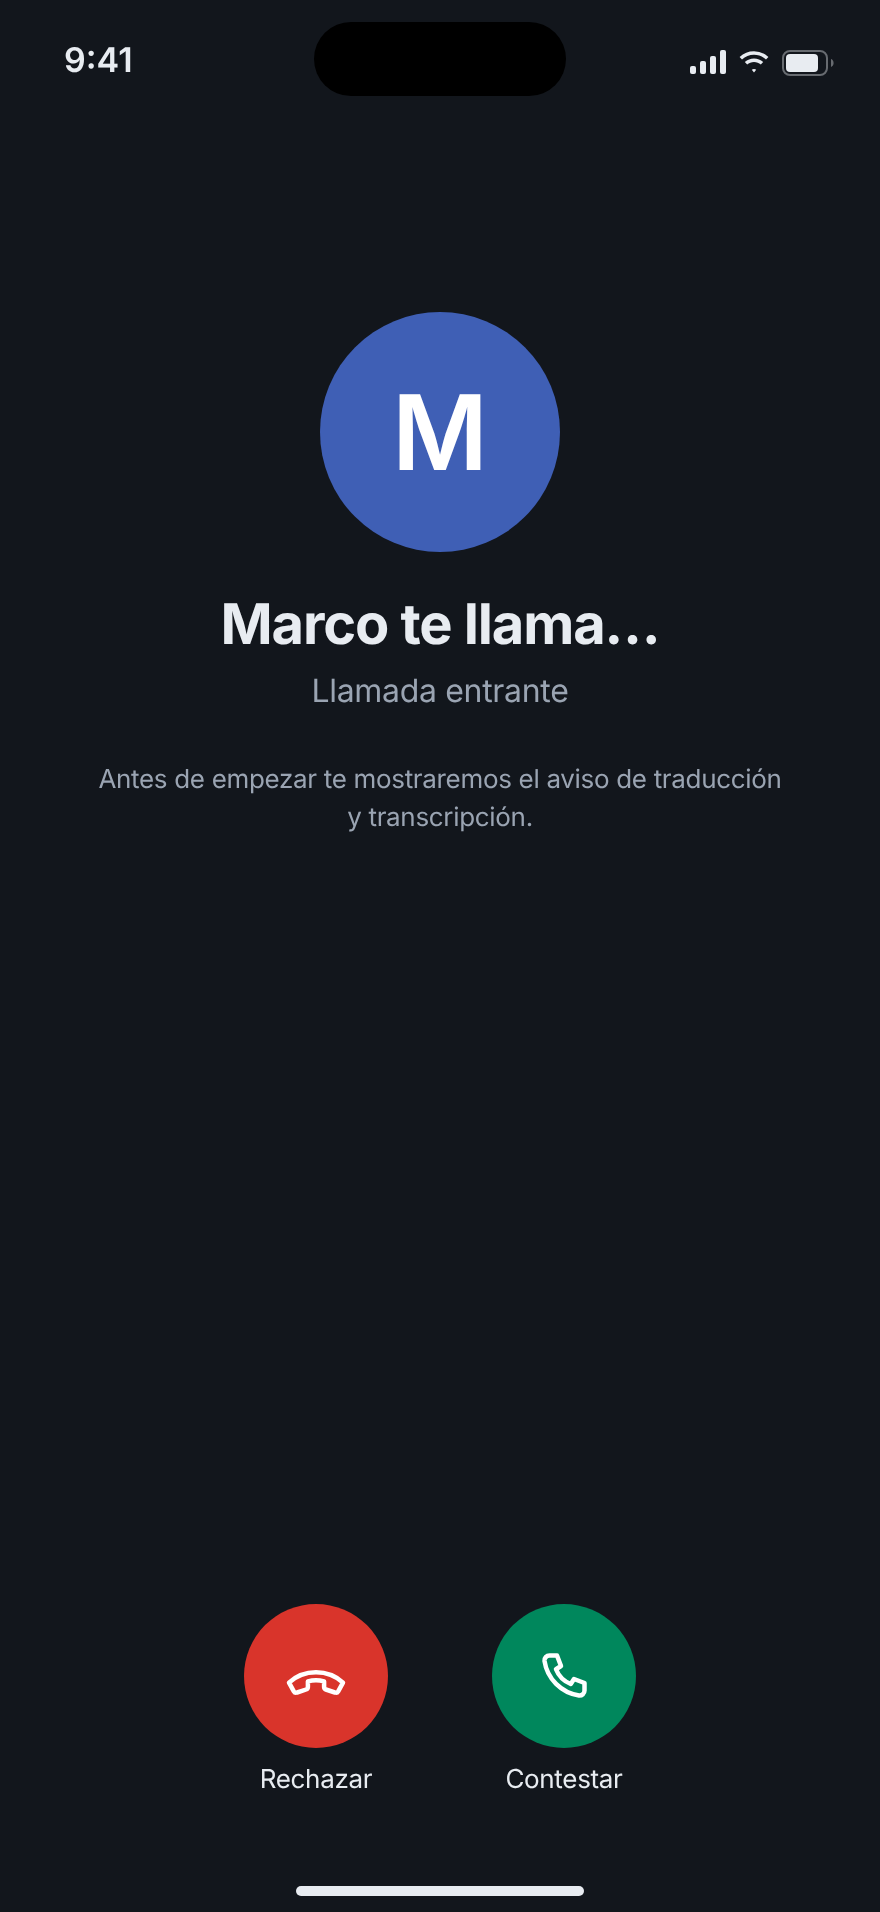 9:41
M
Marco te llama…
Llamada entrante
Antes de empezar te mostraremos el aviso de traducción
y transcripción.
Rechazar
Contestar